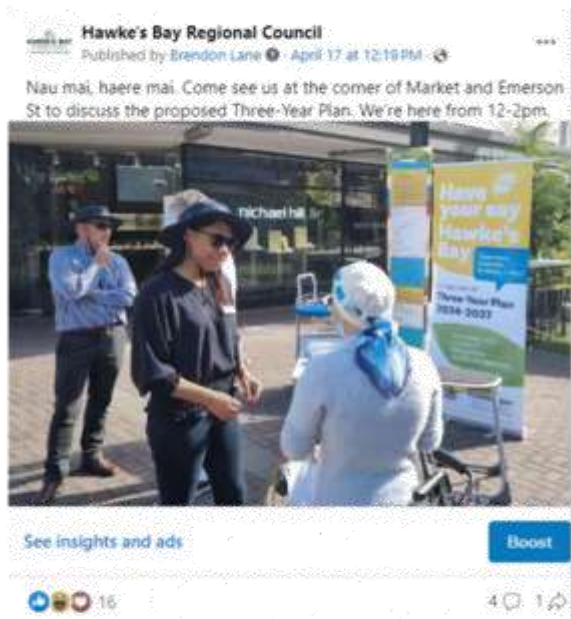 Hawke's Bay Regional Council
Published by Brendon Lane · April 17 at 12:19 PM ·
Nau mai, haere mai. Come see us at the corner of Market and Emerson
St to discuss the proposed Three-Year Plan. We're here from 12-2pm.
michael hill
Have
your say
Hawke's
Bay
Three-Year Plan
2024-2027
See insights and ads
Boost
16
4
1